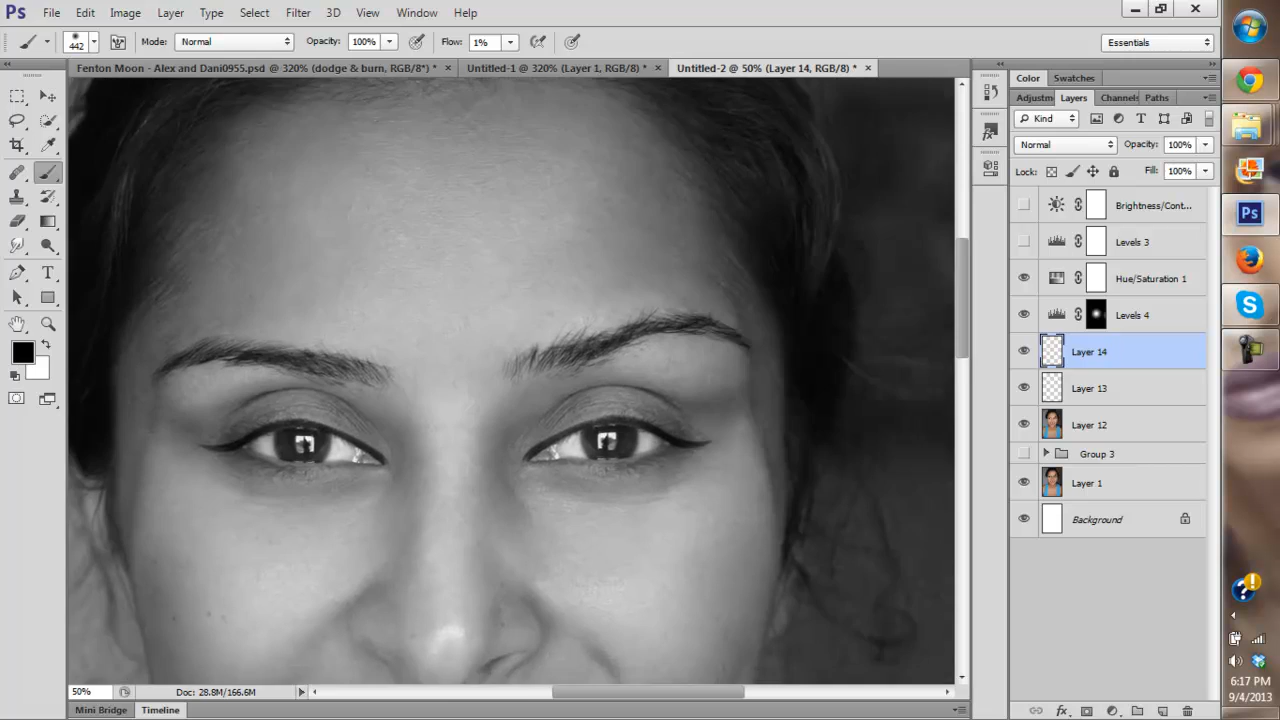 Ps File Edit Image Layer Type Select Filter 3D View Window Help
442 Mode: Normal Opacity: 100% Flow: 1% Essentials
Fenton Moon - Alex and Dani0955.psd @ 320% (dodge & burn, RGB/8*) * × Untitled-1 @ 320% (Layer 1, RGB/8) * × Untitled-2 @ 50% (Layer 14, RGB/8) * ×
Color Swatches
Adjustm Layers Channels Paths
Kind
Normal Opacity: 100%
Lock: Fill: 100%
Brightness/Cont...
Levels 3
Hue/Saturation 1
Levels 4
Layer 14
Layer 13
Layer 12
Group 3
Layer 1
Background
50% Doc: 28.8M/166.6M
Mini Bridge Timeline
Ps
6:17 PM
9/4/2013